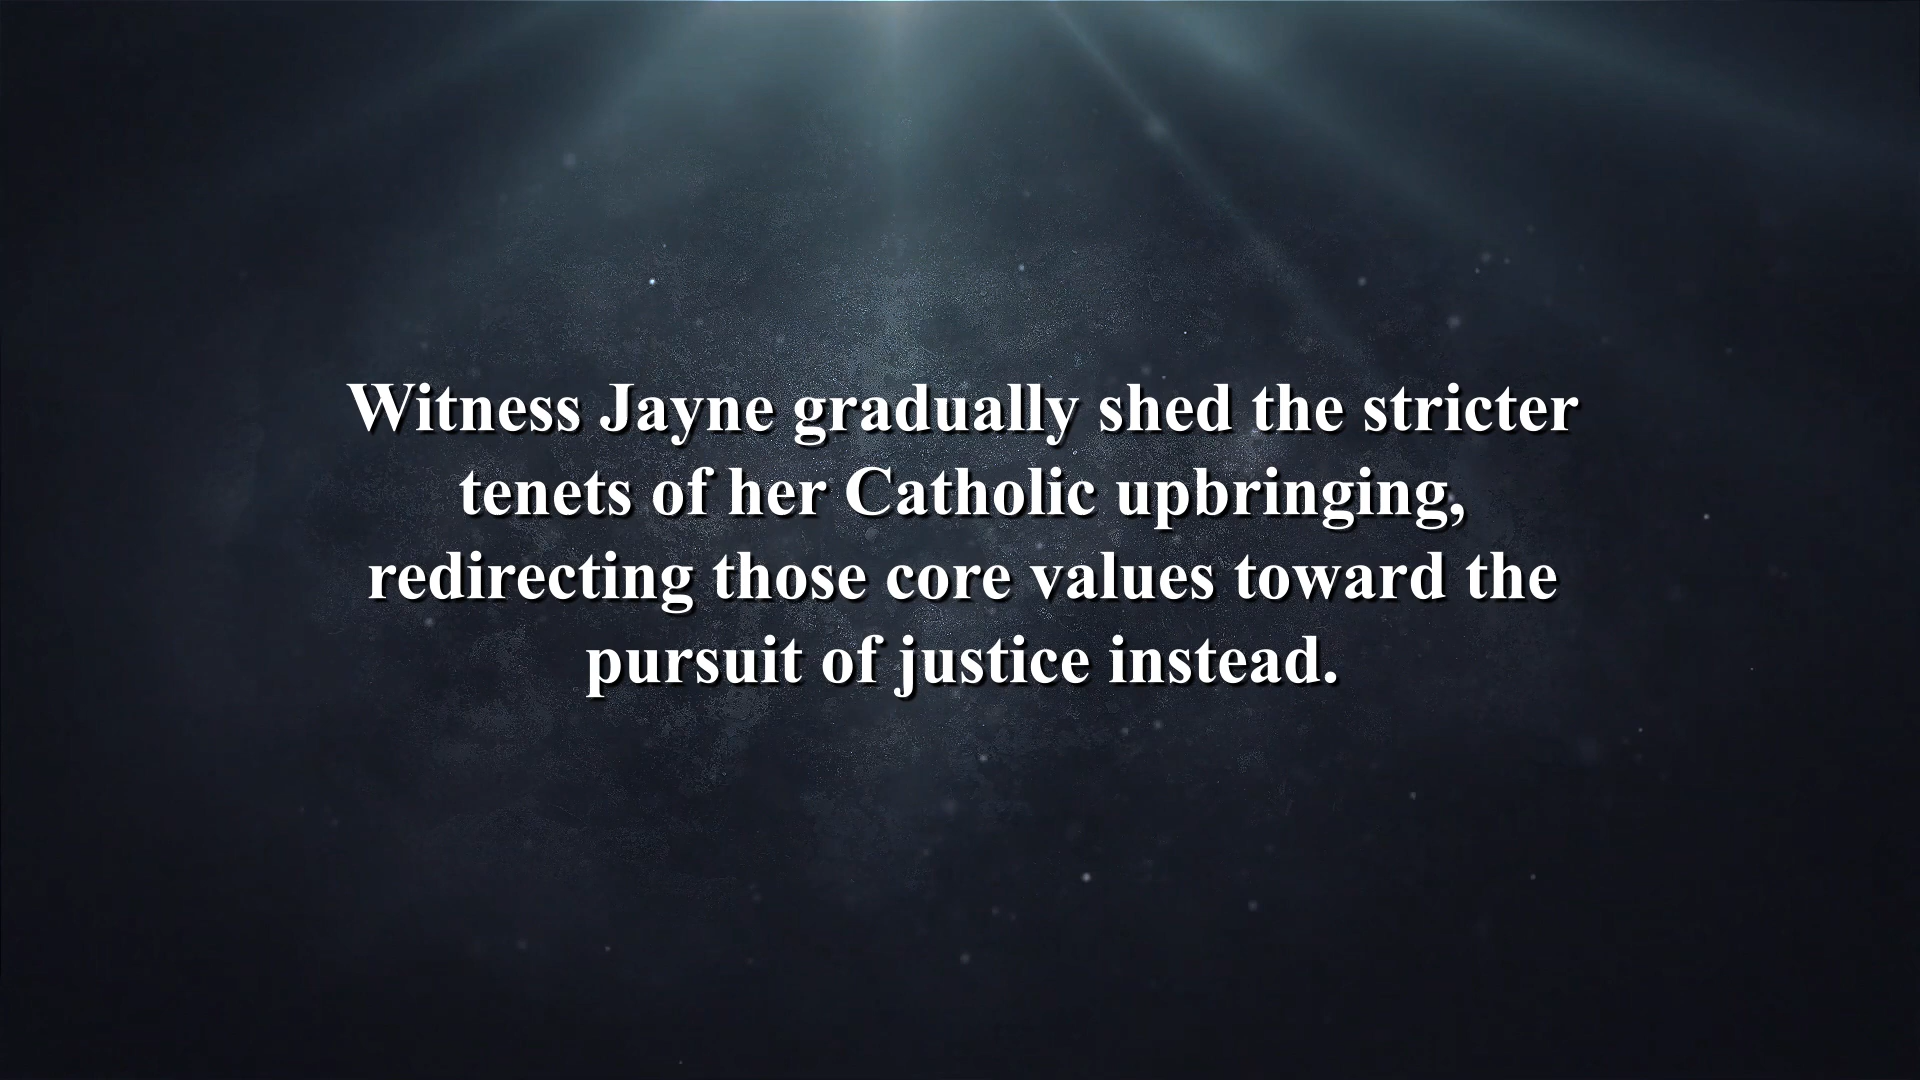 Witness Jayne gradually shed the stricter
tenets of her Catholic upbringing,
redirecting those core values toward the
pursuit of justice instead.